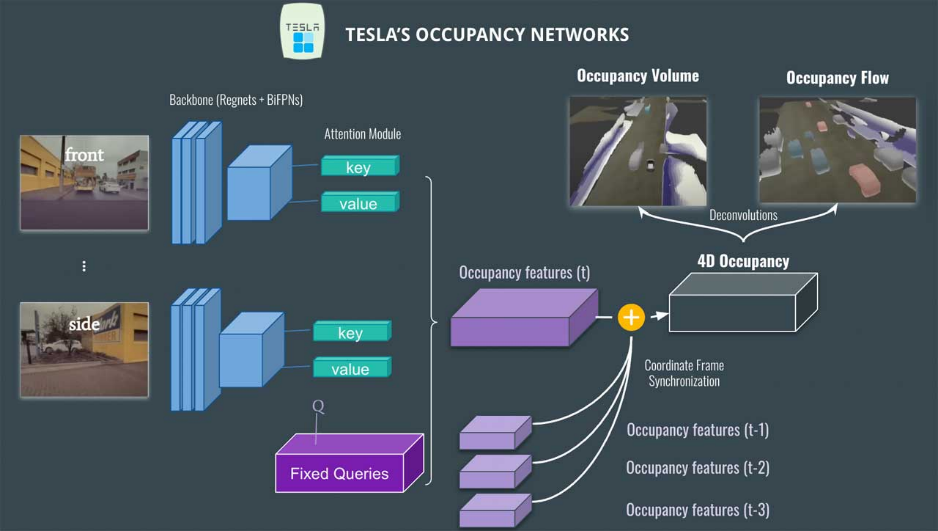 TESLA
TESLA'S OCCUPANCY NETWORKS
Occupancy Volume
Occupancy Flow
Backbone (Regnets + BiFPNs)
Attention Module
front
key
value
Deconvolutions
4D Occupancy
Occupancy features (t)
+
side
key
value
Coordinate Frame
Synchronization
Q
Fixed Queries
Occupancy features (t-1)
Occupancy features (t-2)
Occupancy features (t-3)